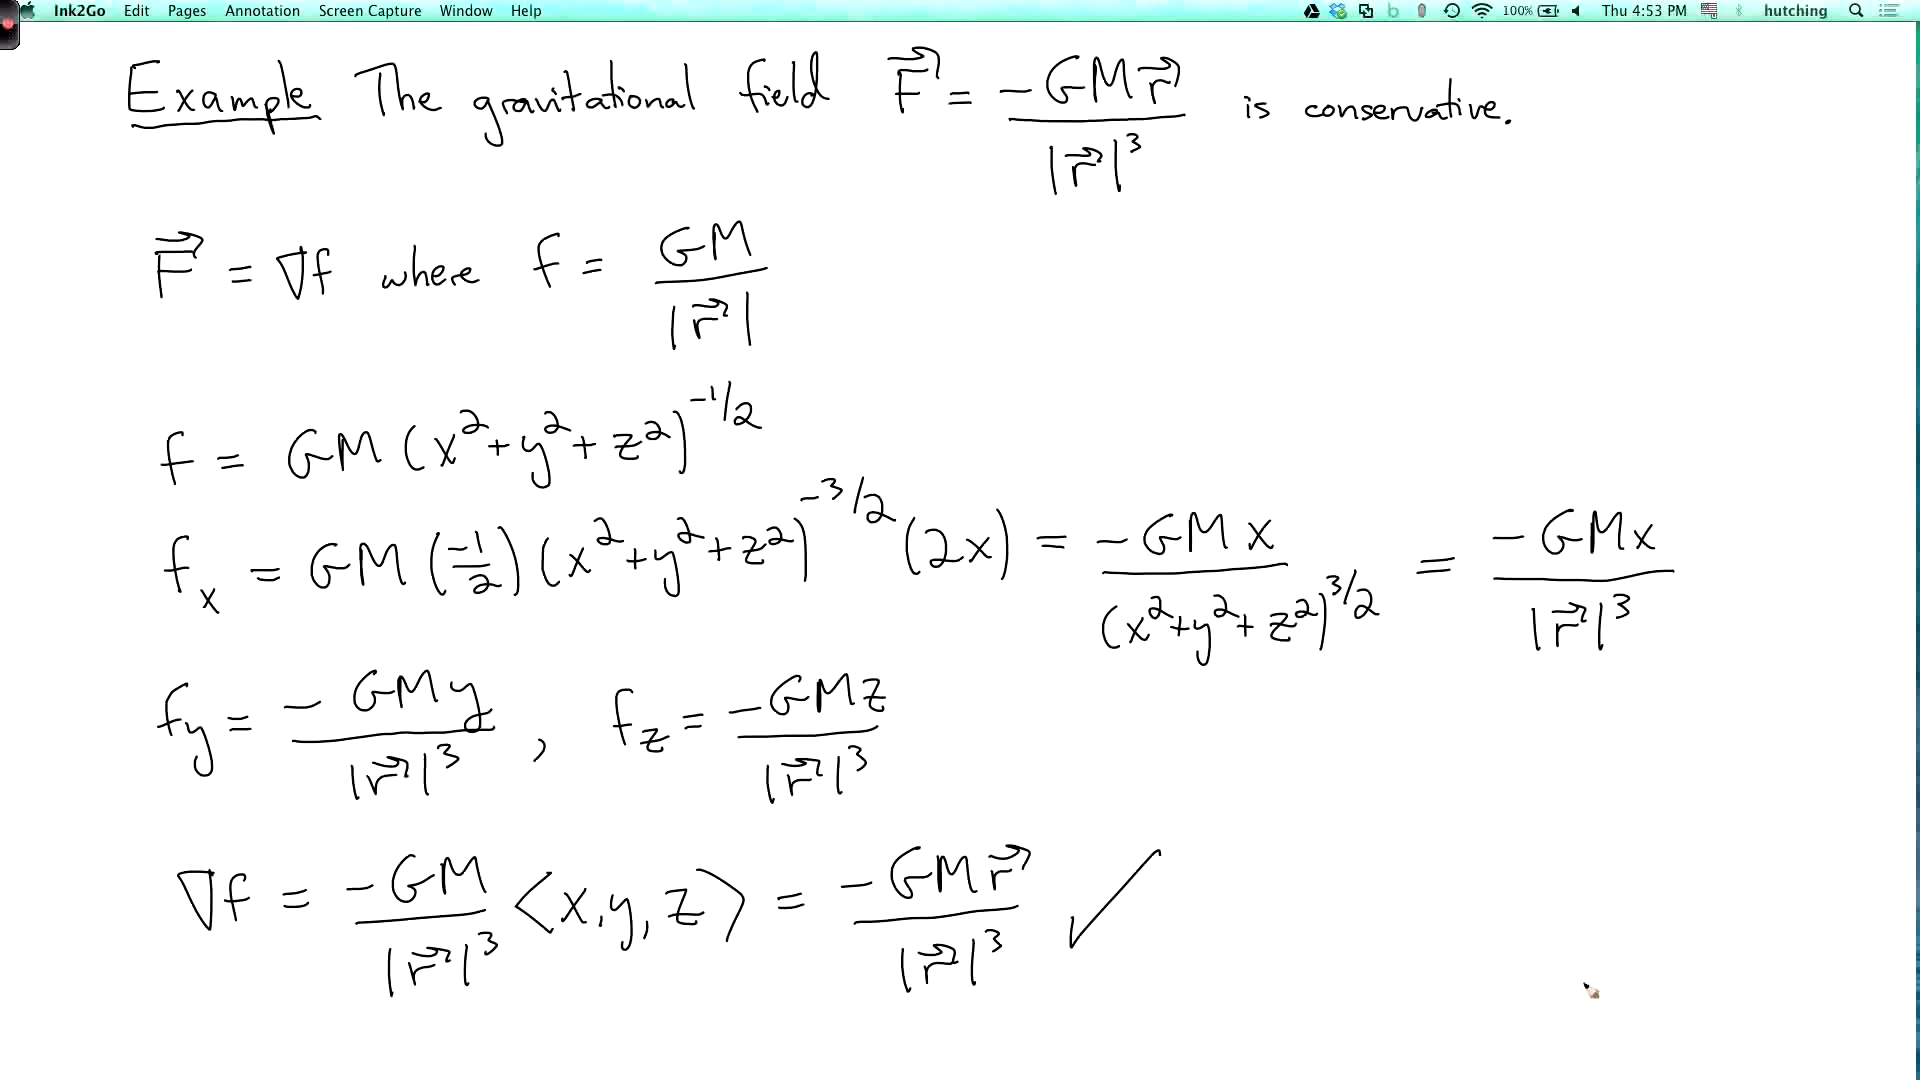 Ink2Go Edit Pages Annotation Screen Capture Window Help 100% Thu 4:53 PM hutching
Example The gravitational field F⃗ = -GMr⃗ / |r⃗|³ is conservative.
F⃗ = ∇f where f = GM / |r⃗|
f = GM (x²+y²+z²)^(-1/2)
f_x = GM (-1/2) (x²+y²+z²)^(-3/2) (2x) = -GMx / (x²+y²+z²)^(3/2) = -GMx / |r⃗|³
f_y = -GMy / |r⃗|³ , f_z = -GMz / |r⃗|³
∇f = -GM / |r⃗|³ ⟨x, y, z⟩ = -GMr⃗ / |r⃗|³ ✓